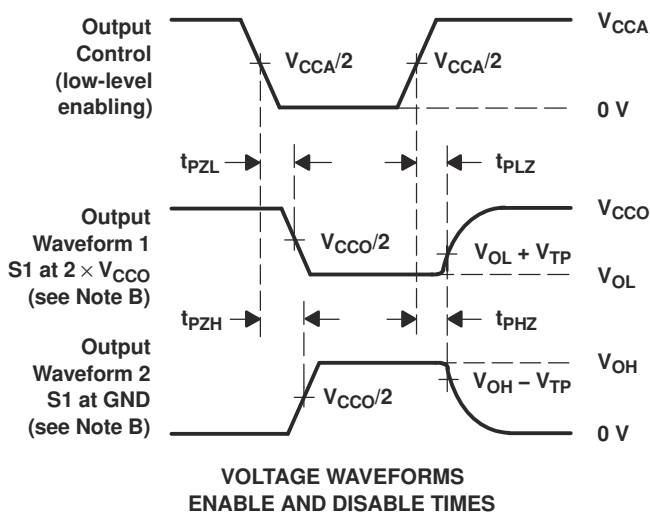 Output
Control
(low-level
enabling)
V_CCA/2
V_CCA/2
V_CCA
0 V
t_PZL
t_PLZ
Output
Waveform 1
S1 at 2 × V_CCO
(see Note B)
V_CCO/2
V_CCO
V_OL + V_TP
V_OL
t_PZH
t_PHZ
Output
Waveform 2
S1 at GND
(see Note B)
V_CCO/2
V_OH
V_OH − V_TP
0 V
VOLTAGE WAVEFORMS
ENABLE AND DISABLE TIMES